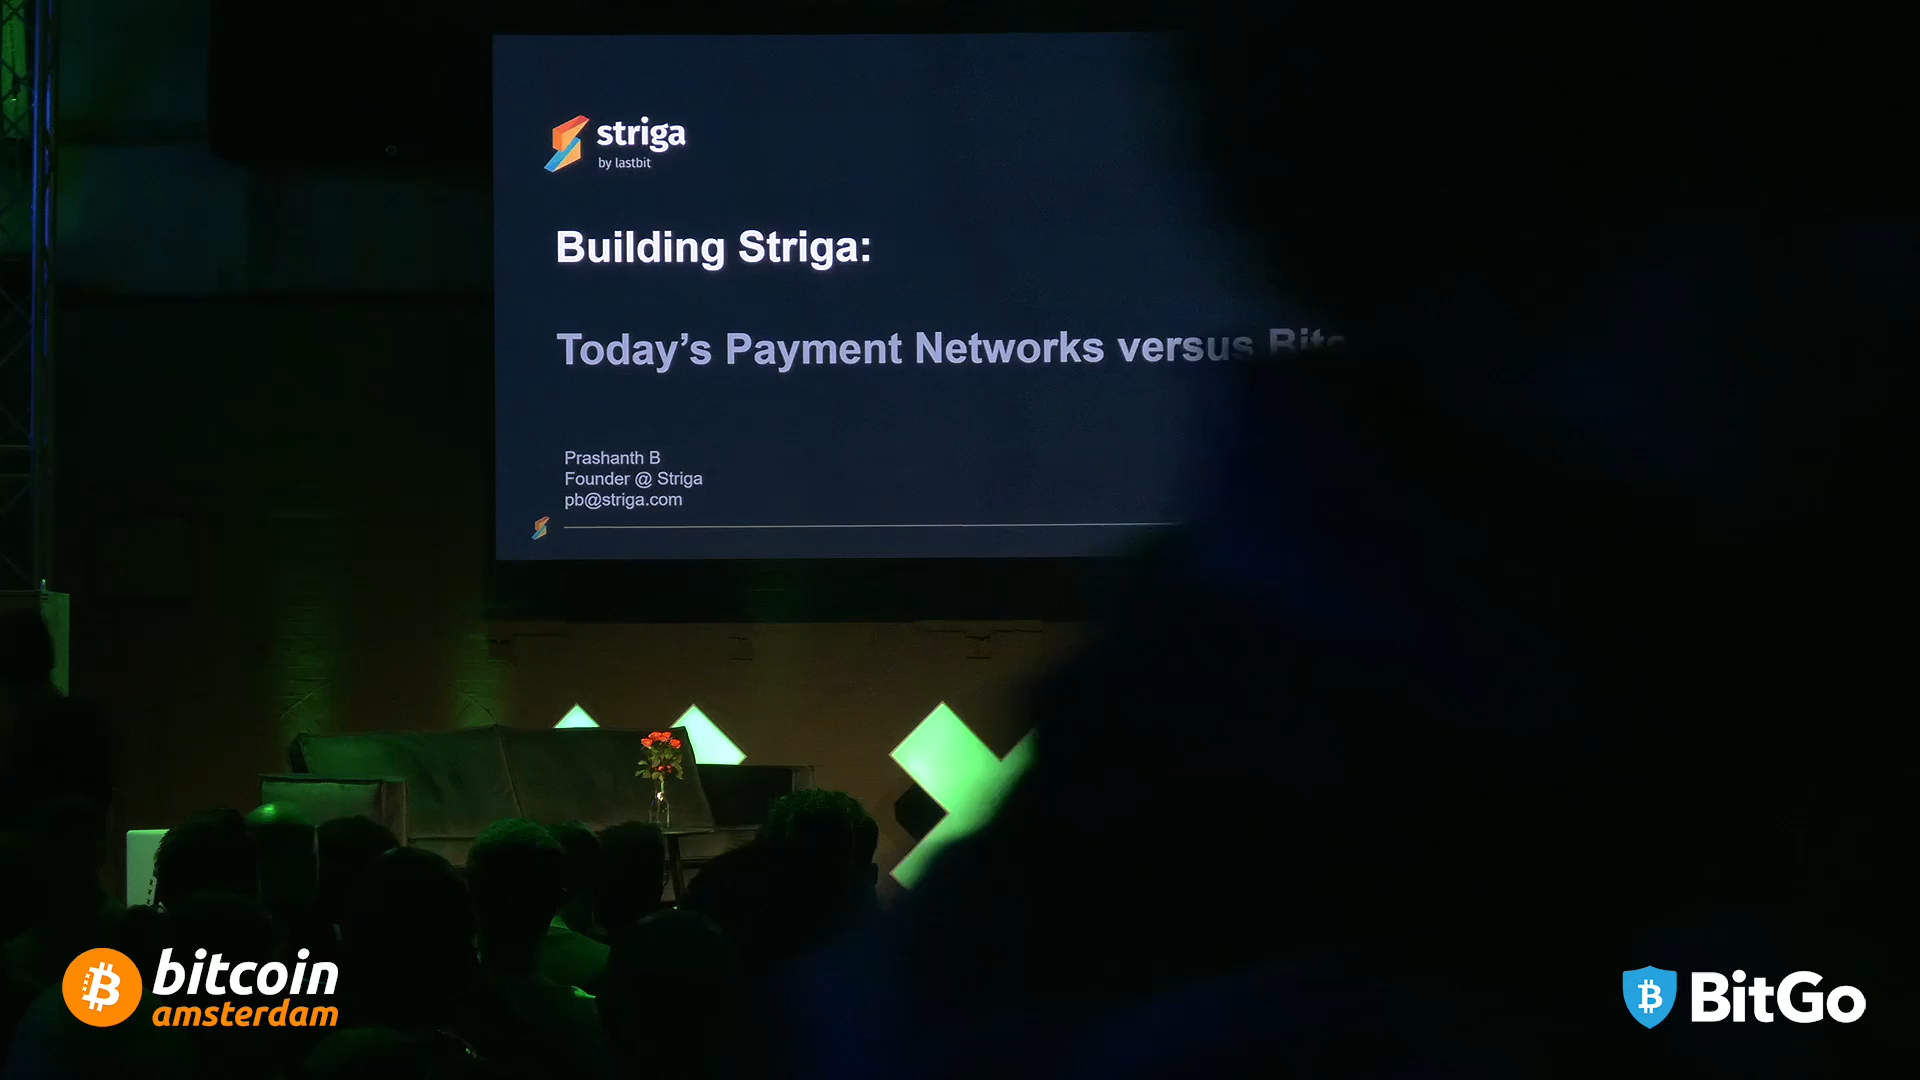 striga
by lastbit
Building Striga:
Today's Payment Networks versus
Prashanth B
Founder @ Striga
pb@striga.com
bitcoin
amsterdam
BitGo